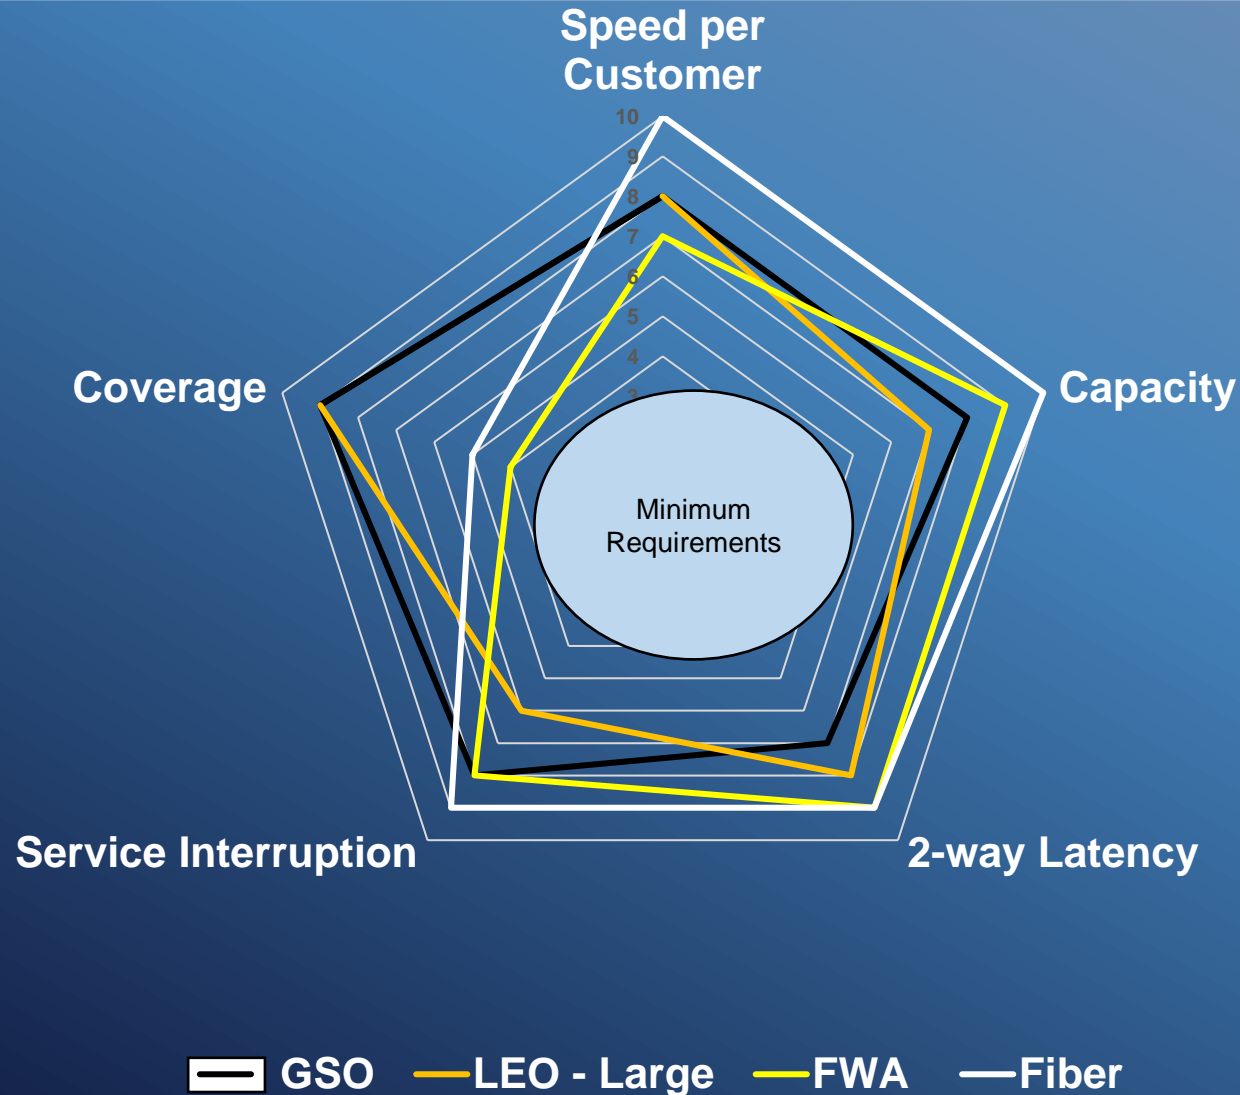 Speed per
Customer
10
9
8
7
6
5
4
3
Coverage
Capacity
Minimum
Requirements
Service Interruption
2-way Latency
GSO
LEO - Large
FWA
Fiber